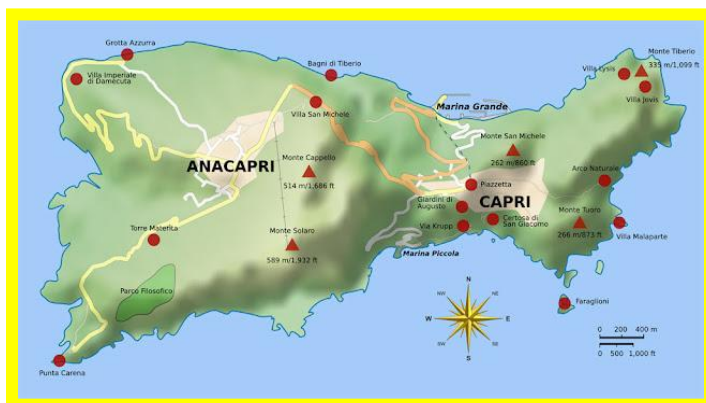 Grotta Azzurra
Villa Imperiale
di Damecuta
Bagni di Tiberio
Villa San Michele
Marina Grande
Villa Lysis
Monte Tiberio
335 m/1,099 ft
Villa Jovis
Monte San Michele
262 m/860 ft
ANACAPRI
Monte Cappello
514 m/1,686 ft
Arco Naturale
Piazzetta
Giardini di
Augusto
CAPRI
Via Krupp
Certosa di
San Giacomo
Monte Tuoro
266 m/873 ft
Villa Malaparte
Torre Materita
Monte Solaro
589 m/1,932 ft
Marina Piccola
Parco Filosofico
Punta Carena
N
NW
NE
W
E
SW
SE
S
Faraglioni
0 200 400 m
0 500 1,000 ft